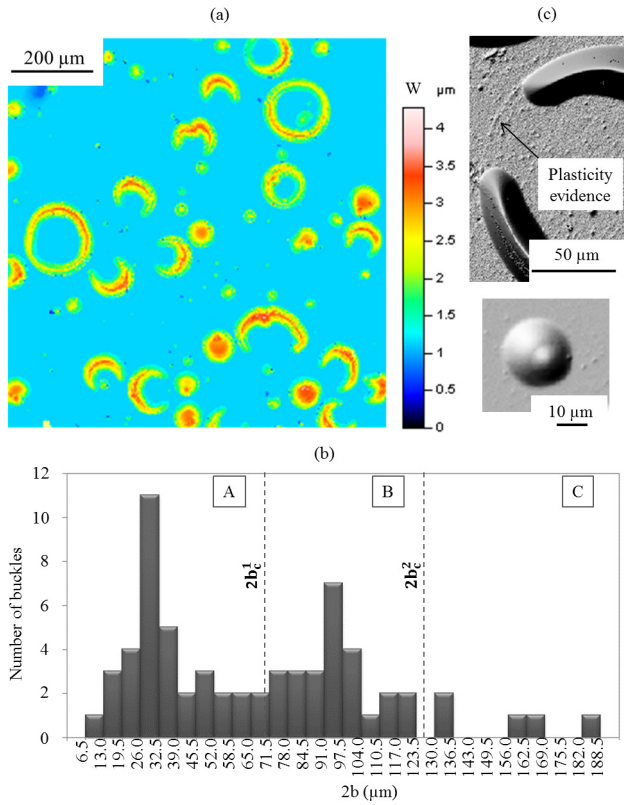 (a)
(c)
200 µm
W µm
4
3.5
3
2.5
2
1.5
1
0.5
0
Plasticity
evidence
50 µm
10 µm
(b)
12
10
8
6
4
2
0
Number of buckles
A
B
C
2b_c^1
2b_c^2
6.5 13.0 19.5 26.0 32.5 39.0 45.5 52.0 58.5 65.0 71.5 78.0 84.5 91.0 97.5 104.0 110.5 117.0 123.5 130.0 136.5 143.0 149.5 156.0 162.5 169.0 175.5 182.0 188.5
2b (µm)